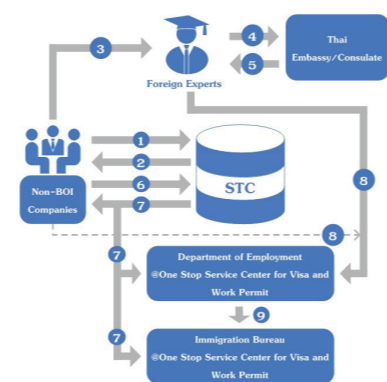 3
4
5
Foreign Experts
Thai
Embassy/Consulate
1
2
6
7
STC
8
Non-BOI
Companies
8
7
Department of Employment
@One Stop Service Center for Visa and
Work Permit
9
7
Immigration Bureau
@One Stop Service Center for Visa and
Work Permit